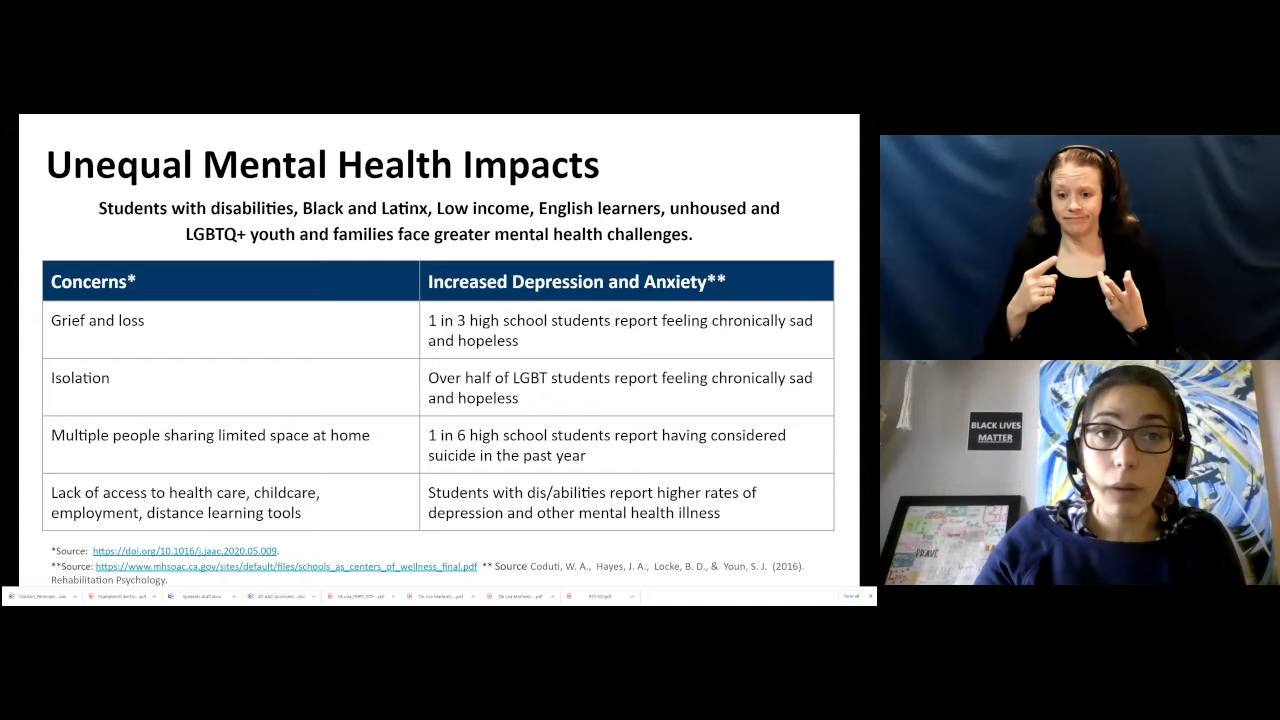 Unequal Mental Health Impacts
Students with disabilities, Black and Latinx, Low income, English learners, unhoused and
LGBTQ+ youth and families face greater mental health challenges.
Concerns*
Increased Depression and Anxiety**
Grief and loss
1 in 3 high school students report feeling chronically sad
and hopeless
Isolation
Over half of LGBT students report feeling chronically sad
and hopeless
Multiple people sharing limited space at home
1 in 6 high school students report having considered
suicide in the past year
Lack of access to health care, childcare,
employment, distance learning tools
Students with dis/abilities report higher rates of
depression and other mental health illness
*Source: https://doi.org/10.1016/j.jaac.2020.05.009.
**Source: https://www.mhsoac.ca.gov/sites/default/files/schools_as_centers_of_wellness_final.pdf ** Source Coduti, W. A., Hayes, J. A., Locke, B. D., & Youn, S. J. (2016).
Rehabilitation Psychology.
BLACK LIVES
MATTER